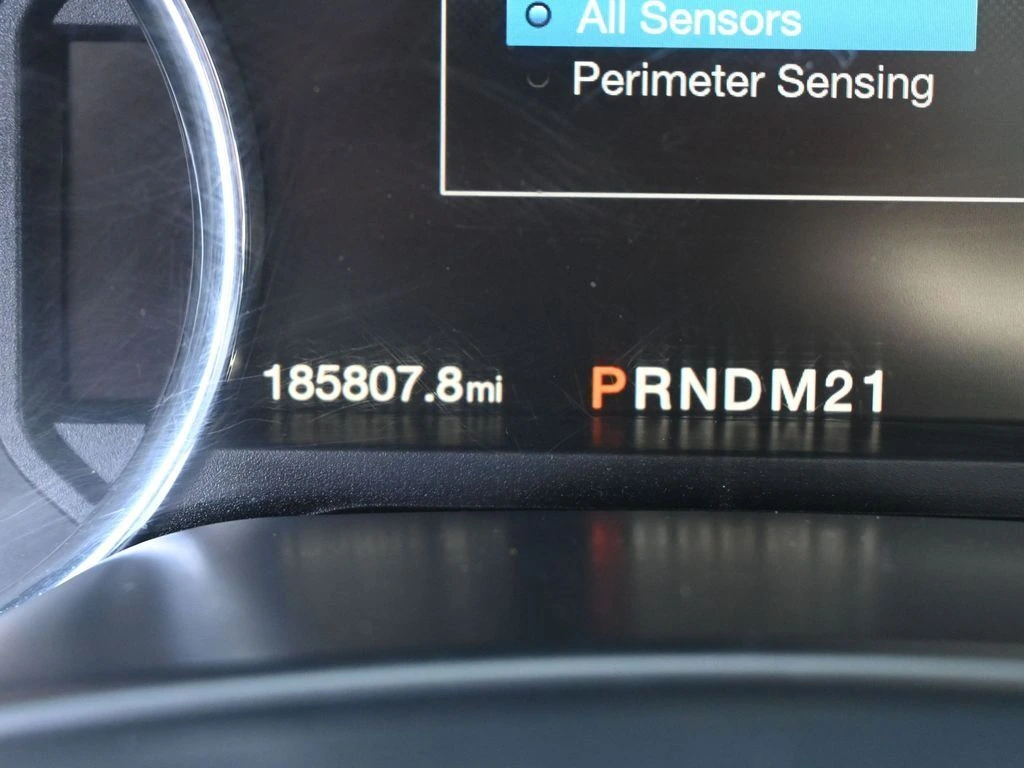 All Sensors
Perimeter Sensing
185807.8mi PRNDM21